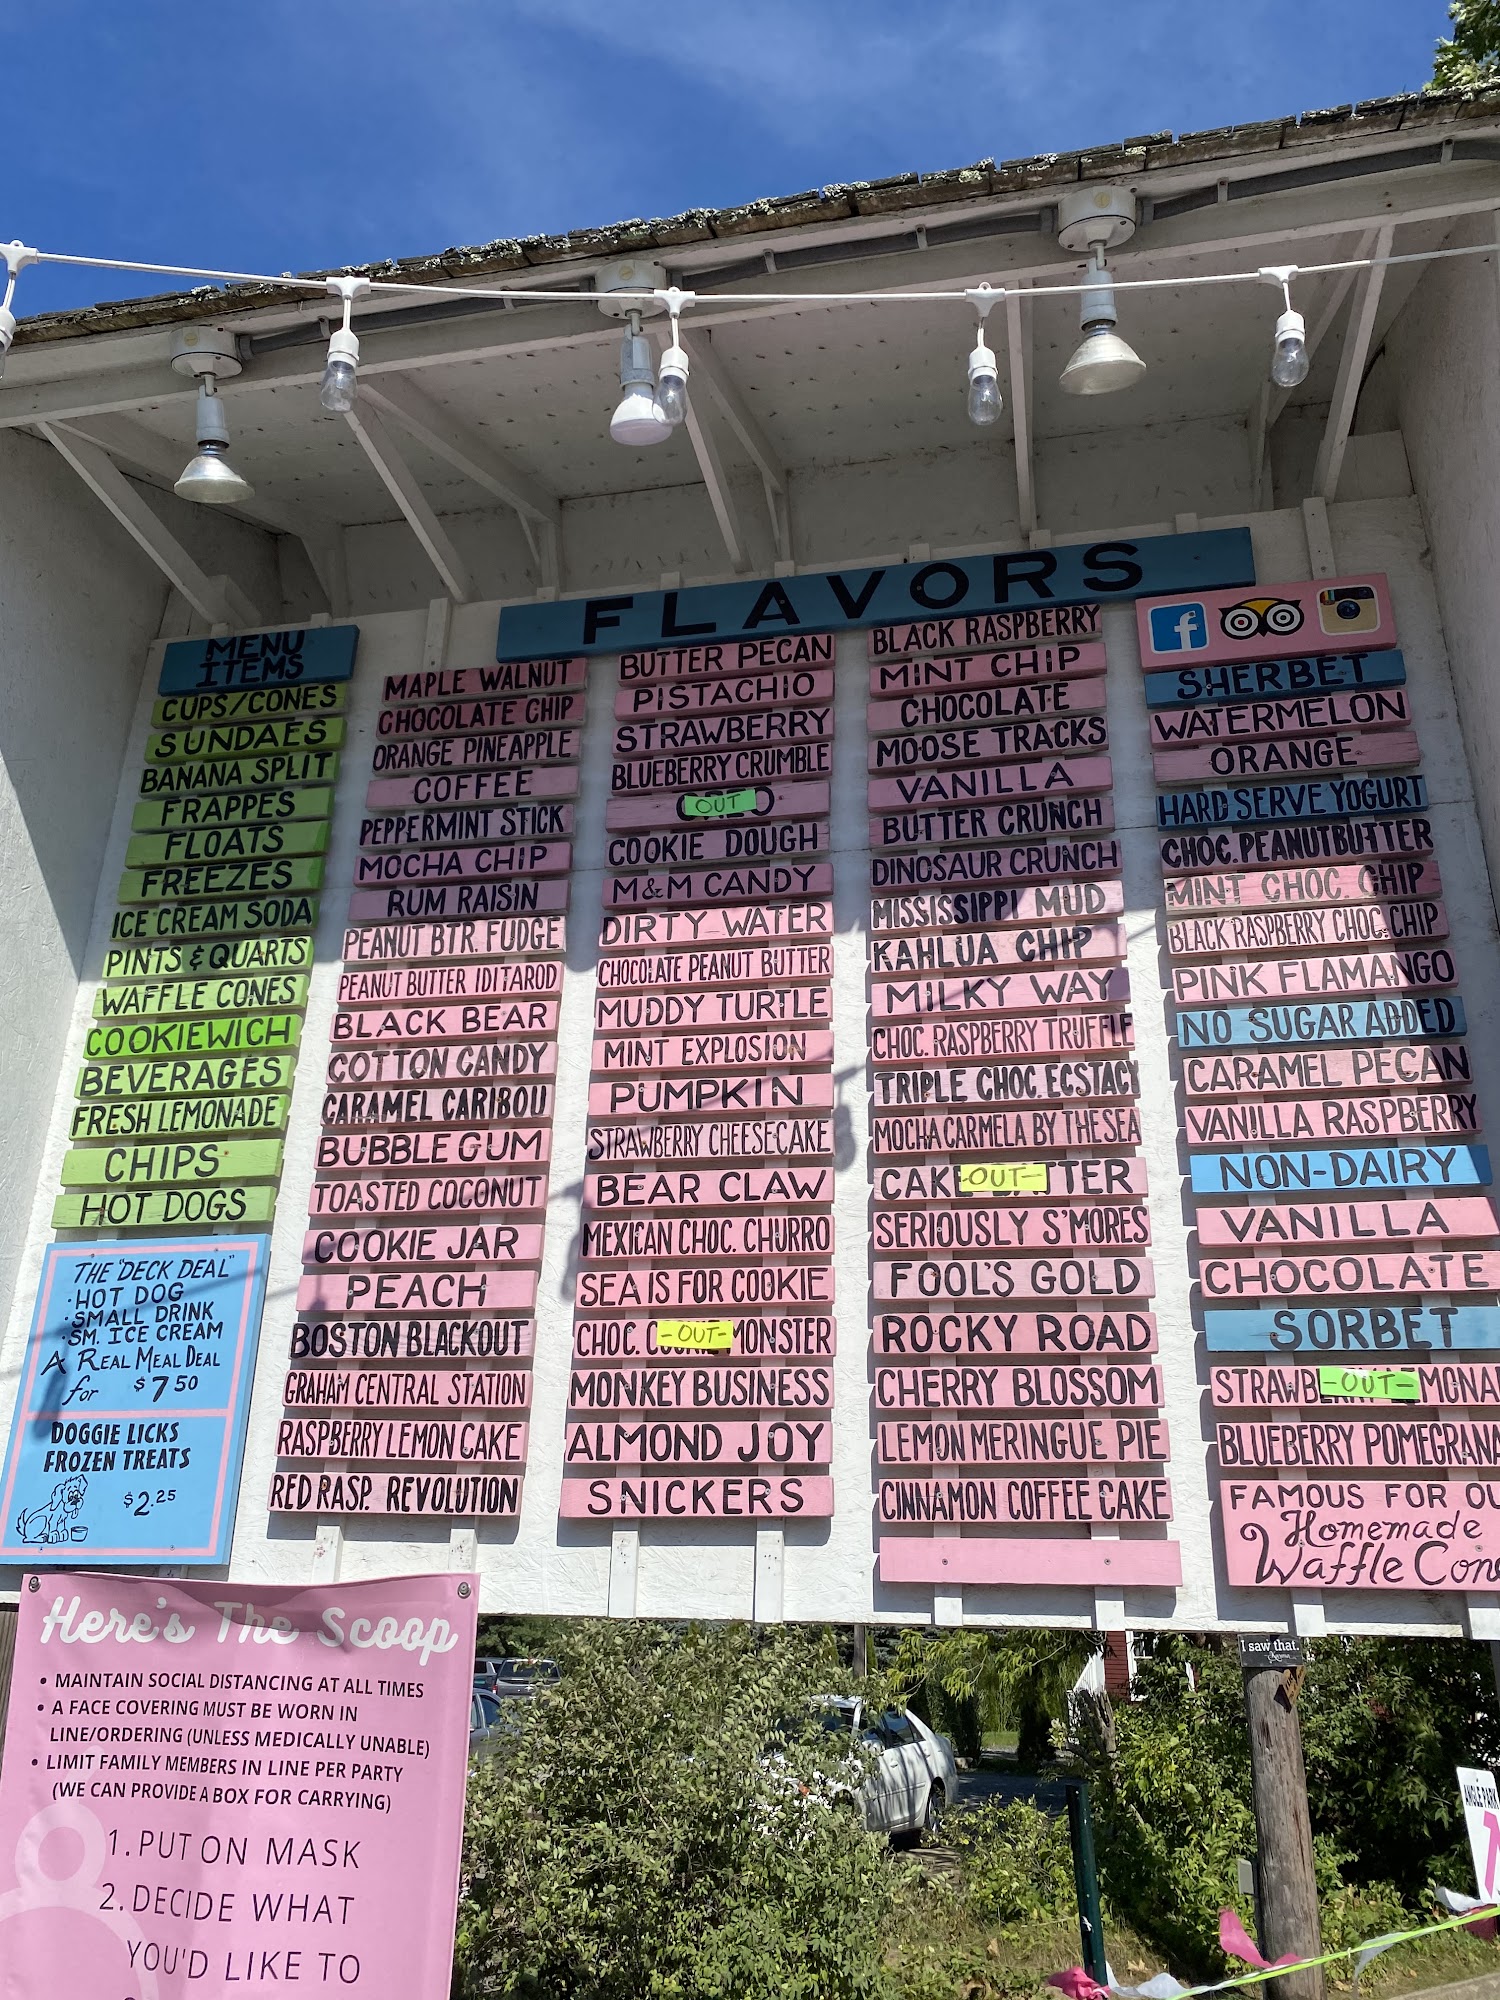 FLAVORS
MENU
ITEMS
CUPS/CONES
SUNDAES
BANANA SPLIT
FRAPPES
FLOATS
FREEZES
ICE CREAM SODA
PINTS & QUARTS
WAFFLE CONES
COOKIEWICH
BEVERAGES
FRESH LEMONADE
CHIPS
HOT DOGS
THE "DECK DEAL"
·HOT DOG
·SMALL DRINK
·SM. ICE CREAM
A REAL MEAL DEAL
for $7.50
DOGGIE LICKS
FROZEN TREATS
$2.25
MAPLE WALNUT
CHOCOLATE CHIP
ORANGE PINEAPPLE
COFFEE
PEPPERMINT STICK
MOCHA CHIP
RUM RAISIN
PEANUT BTR. FUDGE
PEANUT BUTTER IDITAROD
BLACK BEAR
COTTON CANDY
CARAMEL CARIBOU
BUBBLE GUM
TOASTED COCONUT
COOKIE JAR
PEACH
BOSTON BLACKOUT
GRAHAM CENTRAL STATION
RASPBERRY LEMON CAKE
RED RASP. REVOLUTION
BUTTER PECAN
PISTACHIO
STRAWBERRY
BLUEBERRY CRUMBLE
OUT
COOKIE DOUGH
M&M CANDY
DIRTY WATER
CHOCOLATE PEANUT BUTTER
MUDDY TURTLE
MINT EXPLOSION
PUMPKIN
STRAWBERRY CHEESECAKE
BEAR CLAW
MEXICAN CHOC. CHURRO
SEA IS FOR COOKIE
CHOC. -OUT- MONSTER
MONKEY BUSINESS
ALMOND JOY
SNICKERS
BLACK RASPBERRY
MINT CHIP
CHOCOLATE
MOOSE TRACKS
VANILLA
BUTTER CRUNCH
DINOSAUR CRUNCH
MISSISSIPPI MUD
KAHLUA CHIP
MILKY WAY
CHOC. RASPBERRY TRUFFLE
TRIPLE CHOC. ECSTACY
MOCHA CARMELA BY THE SEA
CAKE -OUT- TTER
SERIOUSLY S'MORES
FOOL'S GOLD
ROCKY ROAD
CHERRY BLOSSOM
LEMON MERINGUE PIE
CINNAMON COFFEE CAKE
f
SHERBET
WATERMELON
ORANGE
HARD SERVE YOGURT
CHOC. PEANUTBUTTER
MINT CHOC. CHIP
BLACK RASPBERRY CHOC. CHIP
PINK FLAMANGO
NO SUGAR ADDED
CARAMEL PECAN
VANILLA RASPBERRY
NON-DAIRY
VANILLA
CHOCOLATE
SORBET
STRAWB -OUT- MONA
BLUEBERRY POMEGRANA
FAMOUS FOR OU
Homemade
Waffle Con
Here's The Scoop
• MAINTAIN SOCIAL DISTANCING AT ALL TIMES
• A FACE COVERING MUST BE WORN IN
LINE/ORDERING (UNLESS MEDICALLY UNABLE)
• LIMIT FAMILY MEMBERS IN LINE PER PARTY
(WE CAN PROVIDE A BOX FOR CARRYING)
1. PUT ON MASK
2. DECIDE WHAT
YOU'D LIKE TO
I saw that.